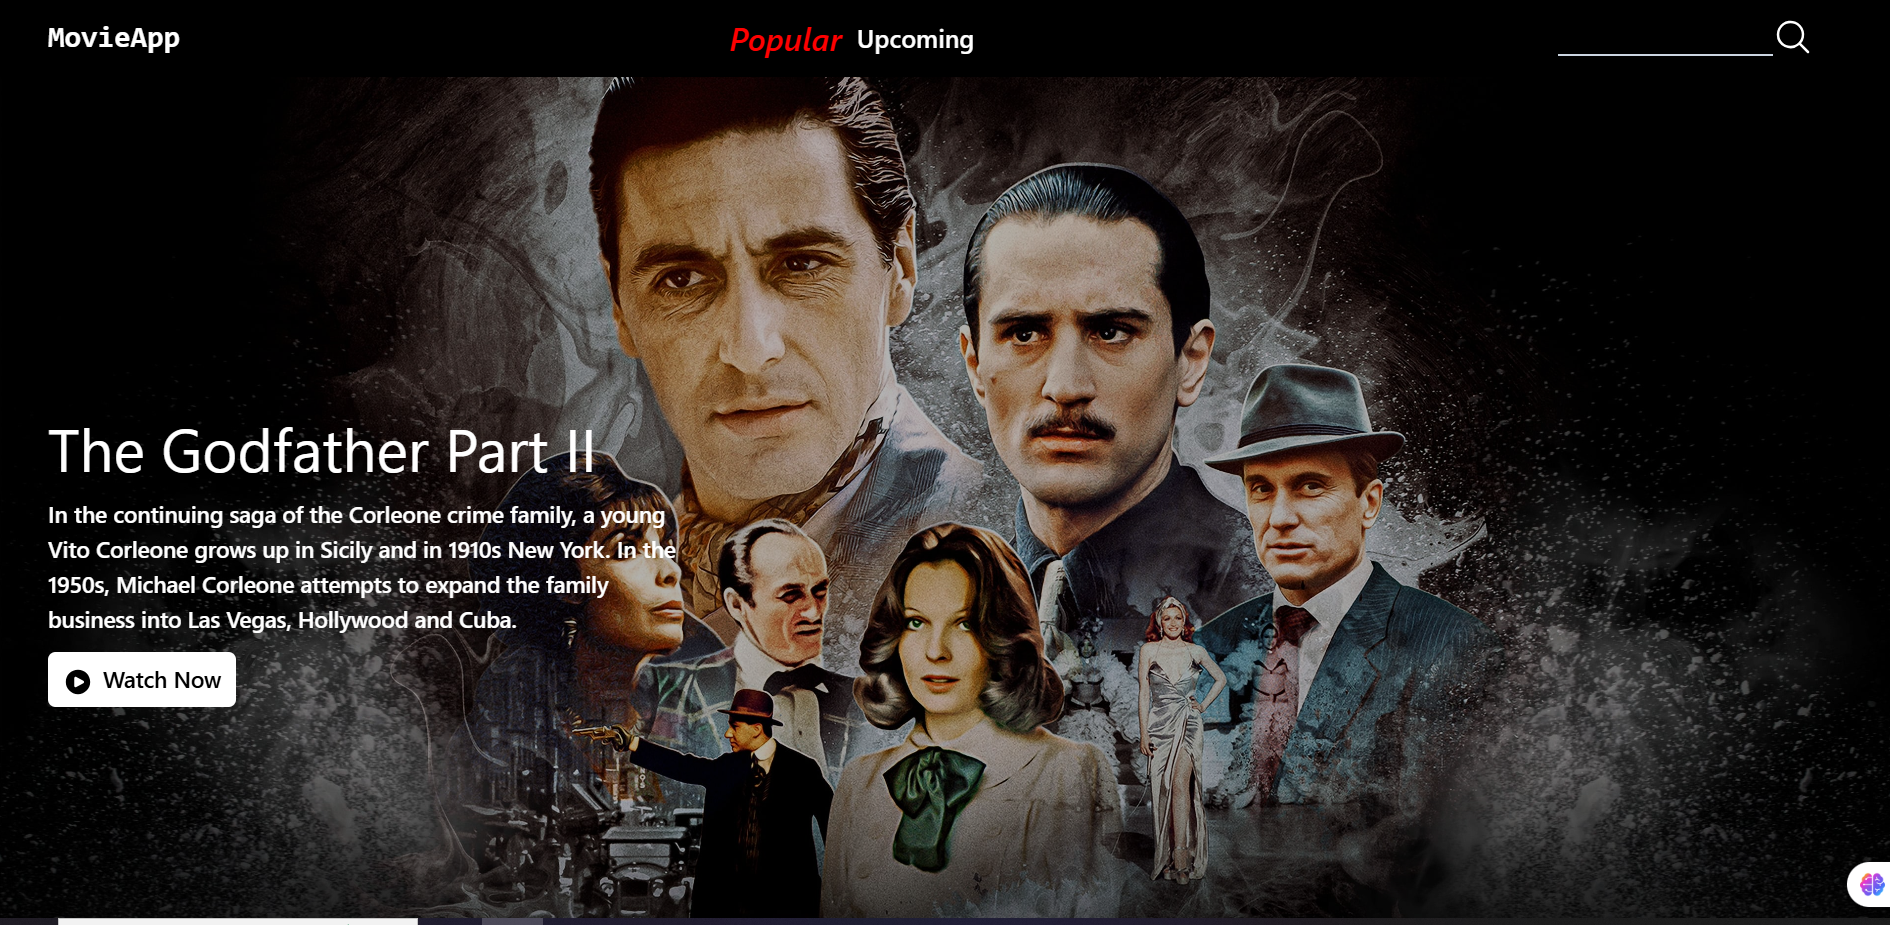 MovieApp
Popular Upcoming
The Godfather Part II
In the continuing saga of the Corleone crime family, a young
Vito Corleone grows up in Sicily and in 1910s New York. In the
1950s, Michael Corleone attempts to expand the family
business into Las Vegas, Hollywood and Cuba.
Watch Now